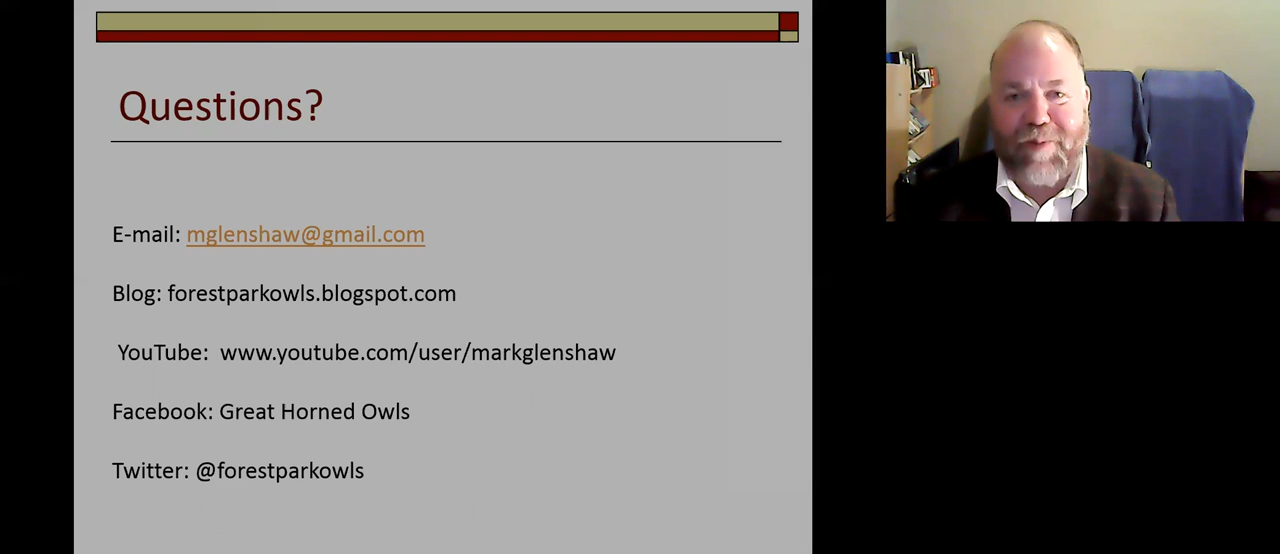 Questions?
E-mail: mglenshaw@gmail.com
Blog: forestparkowls.blogspot.com
YouTube: www.youtube.com/user/markglenshaw
Facebook: Great Horned Owls
Twitter: @forestparkowls